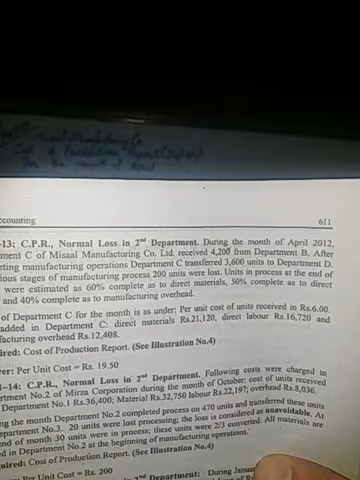 ccounting 611
-13: C.P.R., Normal Loss in 2nd Department. During the month of April 2012,
ment C of Misaal Manufacturing Co. Ltd. received 4,200 from Department B. After
eting manufacturing operations Department C transferred 3,600 units to Department D.
ious stages of manufacturing process 200 units were lost. Units in process at the end of
were estimated as 60% complete as to direct materials, 50% complete as to direct
and 40% complete as to manufacturing overhead.
of Department C for the month is as under: Per unit cost of units received in Rs.6.00.
added in Department C: direct materials Rs.21,120, direct labour Rs.16,720 and
facturing overhead Rs.12,408.
ired: Cost of Production Report. (See Illustration No.4)
er: Per Unit Cost = Rs. 19.50
-14: C.P.R., Normal Loss in 2nd Department. Following costs were charged to
rtment No.2 of Mirza Corporation during the month of October: cost of units received
Department No.1 Rs.36,400; Material Rs.32,750 labour Rs.22,197; overhead Rs.8,036.
ng the month Department No.2 completed process on 470 units and transferred these units
epartment No.3. 20 units were lost processing; the loss is considered as unavoidable. At
end of month 30 units were in process; these units were 2/3 converted. All materials are
ed in Department No.2 at the beginning of manufacturing operations.
uired: Cost of Production Report. (See Illustration No.4)
Per Unit Cost = Rs. 200
nd Department: During Januar